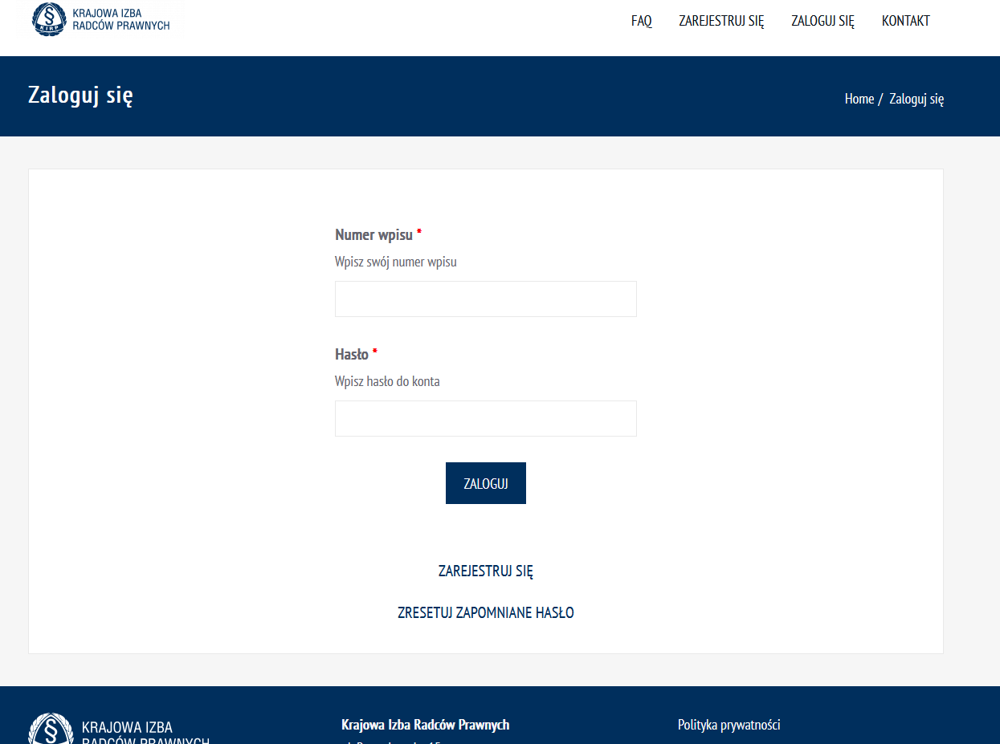 KRAJOWA IZBA
RADCÓW PRAWNYCH
KIRP
FAQ
ZAREJESTRUJ SIĘ
ZALOGUJ SIĘ
KONTAKT
Zaloguj się
Home / Zaloguj się
Numer wpisu *
Wpisz swój numer wpisu
Hasło *
Wpisz hasło do konta
ZALOGUJ
ZAREJESTRUJ SIĘ
ZRESETUJ ZAPOMNIANE HASŁO
KRAJOWA IZBA
RADCÓW PRAWNYCH
Krajowa Izba Radców Prawnych
Polityka prywatności